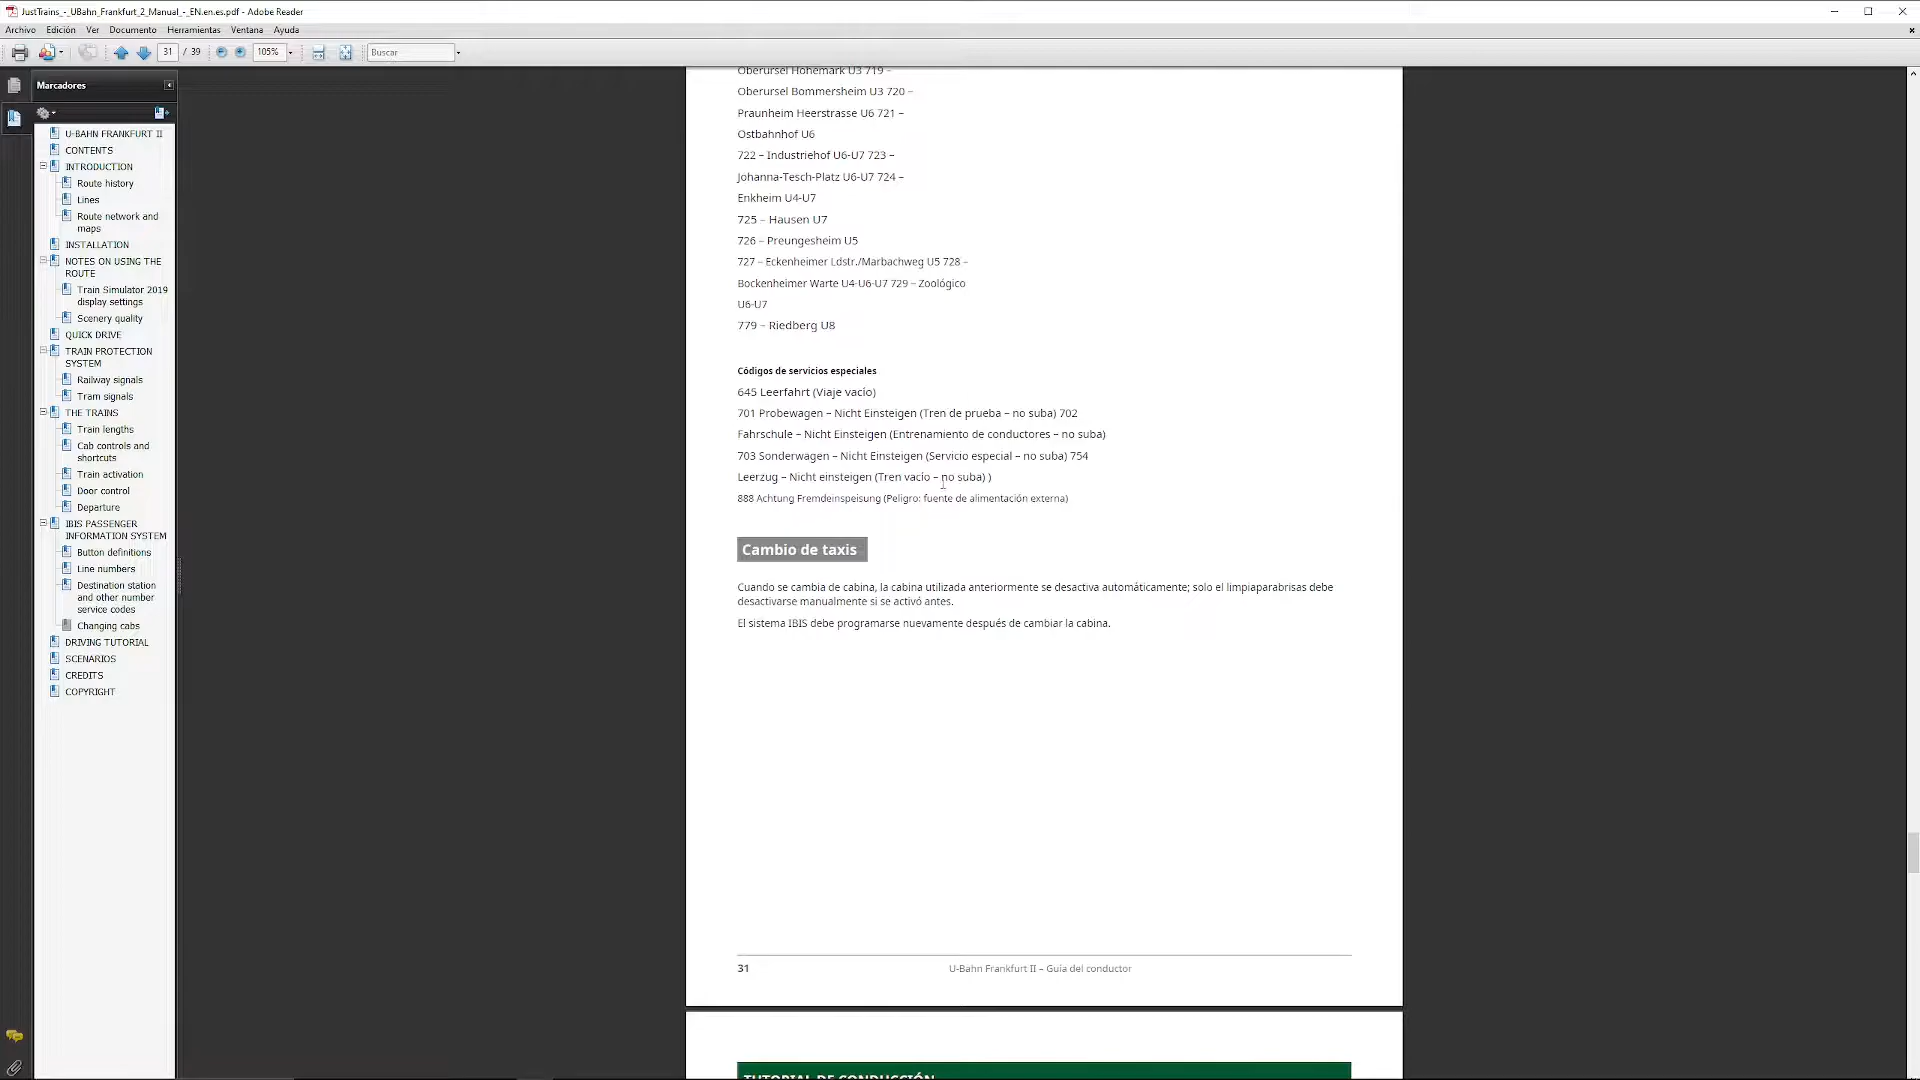 JustTrains_-_UBahn_Frankfurt_2_Manual_-_EN.en.es.pdf - Adobe Reader
Archivo Edición Ver Documento Herramientas Ventana Ayuda
31 / 39 105% Buscar
Marcadores
U-BAHN FRANKFURT II
CONTENTS
INTRODUCTION
Route history
Lines
Route network and
maps
INSTALLATION
NOTES ON USING THE
ROUTE
Train Simulator 2019
display settings
Scenery quality
QUICK DRIVE
TRAIN PROTECTION
SYSTEM
Railway signals
Tram signals
THE TRAINS
Train lengths
Cab controls and
shortcuts
Train activation
Door control
Departure
IBIS PASSENGER
INFORMATION SYSTEM
Button definitions
Line numbers
Destination station
and other number
service codes
Changing cabs
DRIVING TUTORIAL
SCENARIOS
CREDITS
COPYRIGHT
Oberursel Hohemark U3 719 –
Oberursel Bommersheim U3 720 –
Praunheim Heerstrasse U6 721 –
Ostbahnhof U6
722 – Industriehof U6-U7 723 –
Johanna-Tesch-Platz U6-U7 724 –
Enkheim U4-U7
725 – Hausen U7
726 – Preungesheim U5
727 – Eckenheimer Ldstr./Marbachweg U5 728 –
Bockenheimer Warte U4-U6-U7 729 – Zoológico
U6-U7
779 – Riedberg U8
Códigos de servicios especiales
645 Leerfahrt (Viaje vacío)
701 Probewagen – Nicht Einsteigen (Tren de prueba – no suba) 702
Fahrschule – Nicht Einsteigen (Entrenamiento de conductores – no suba)
703 Sonderwagen – Nicht Einsteigen (Servicio especial – no suba) 754
Leerzug – Nicht einsteigen (Tren vacío – no suba) )
888 Achtung Fremdeinspeisung (Peligro: fuente de alimentación externa)
Cambio de taxis
Cuando se cambia de cabina, la cabina utilizada anteriormente se desactiva automáticamente; solo el limpiaparabrisas debe
desactivarse manualmente si se activó antes.
El sistema IBIS debe programarse nuevamente después de cambiar la cabina.
31 U-Bahn Frankfurt II – Guía del conductor
TUTORIAL DE CONDUCCIÓN